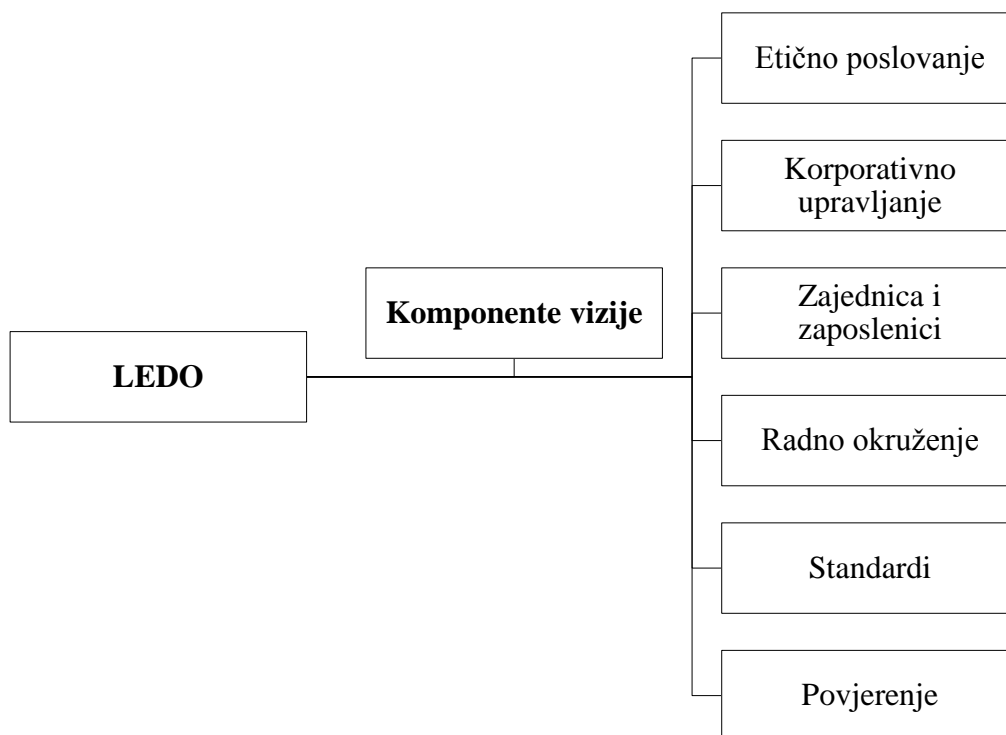 LEDO
Komponente vizije
Etično poslovanje
Korporativno
upravljanje
Zajednica i
zaposlenici
Radno okruženje
Standardi
Povjerenje